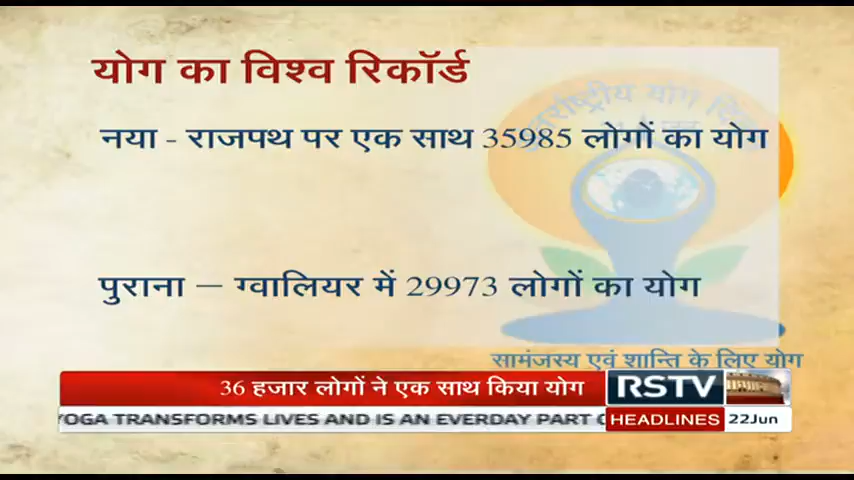 योग का विश्व रिकॉर्ड
नया - राजपथ पर एक साथ 35985 लोगों का योग
पुराना – ग्वालियर में 29973 लोगों का योग
सामंजस्य एवं शान्ति के लिए योग
36 हजार लोगों ने एक साथ किया योग
RSTV
YOGA TRANSFORMS LIVES AND IS AN EVERDAY PART
HEADLINES
22Jun